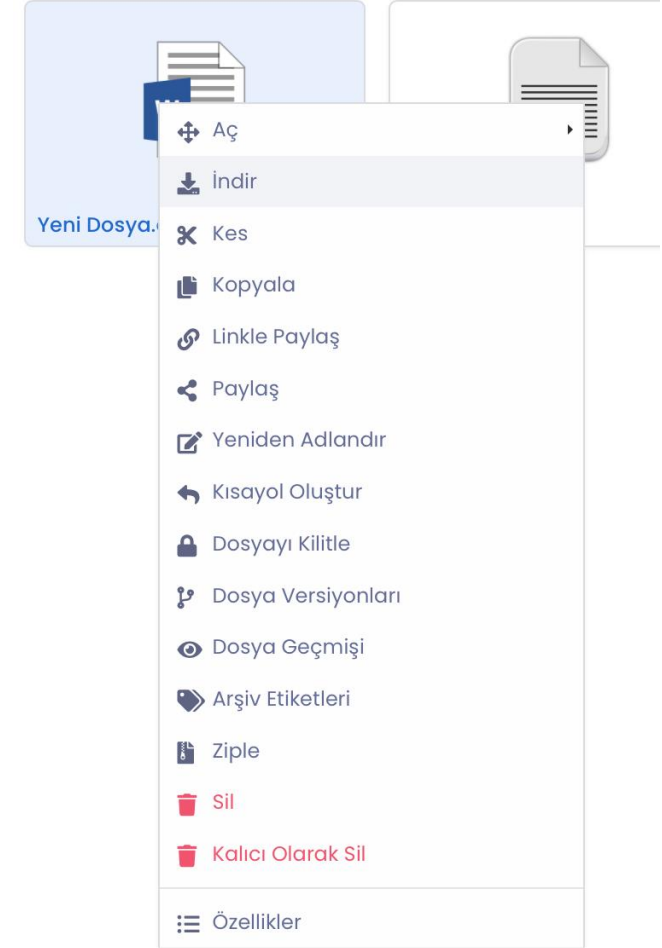 Yeni Dosya.
Aç
İndir
Kes
Kopyala
Linkle Paylaş
Paylaş
Yeniden Adlandır
Kısayol Oluştur
Dosyayı Kilitle
Dosya Versiyonları
Dosya Geçmişi
Arşiv Etiketleri
Ziple
Sil
Kalıcı Olarak Sil
Özellikler